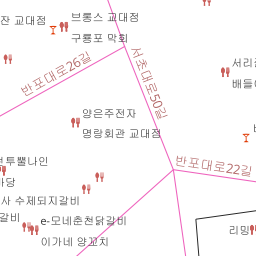 잔 교대정
브롱스 교대점
구룡포 막회
반포대로26길
서초대로50길
서리
배들
양은주전자
명랑회관 교대점
투뿔나인
반포대로22길
마당
사 수제되지갈비
갈비
e-모네춘천닭갈비
이가네 양꼬치
리밍